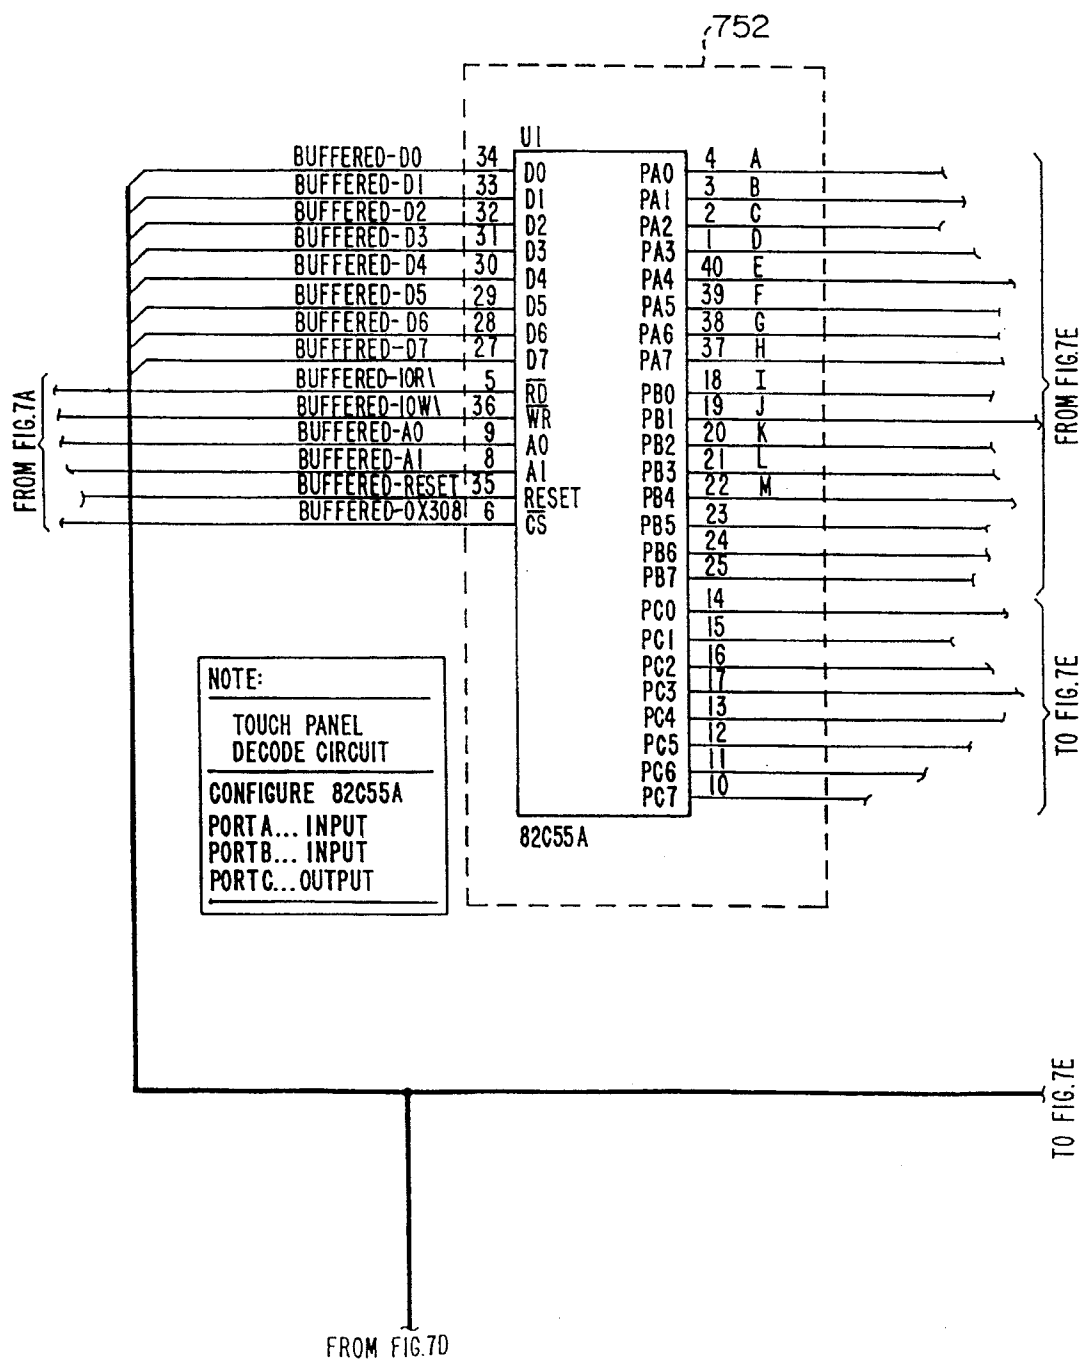 752
U1
BUFFERED-D0 34 D0 PA0 4 A
BUFFERED-D1 33 D1 PA1 3 B
BUFFERED-D2 32 D2 PA2 2 C
BUFFERED-D3 31 D3 PA3 1 D
BUFFERED-D4 30 D4 PA4 40 E
BUFFERED-D5 29 D5 PA5 39 F
BUFFERED-D6 28 D6 PA6 38 G
BUFFERED-D7 27 D7 PA7 37 H
BUFFERED-IOR\ 5 RD PB0 18 I
BUFFERED-IOW\ 36 WR PB1 19 J
BUFFERED-A0 9 A0 PB2 20 K
BUFFERED-A1 8 A1 PB3 21 L
BUFFERED-RESET 35 RESET PB4 22 M
BUFFERED-0X308 6 CS PB5 23
PB6 24
PB7 25
PC0 14
PC1 15
PC2 16
PC3 17
PC4 13
PC5 12
PC6 11
PC7 10
82C55A
FROM FIG.7A
FROM FIG.7E
TO FIG.7E
NOTE:
TOUCH PANEL
DECODE CIRCUIT
CONFIGURE 82C55A
PORT A... INPUT
PORT B... INPUT
PORT C... OUTPUT
TO FIG.7E
FROM FIG.7D